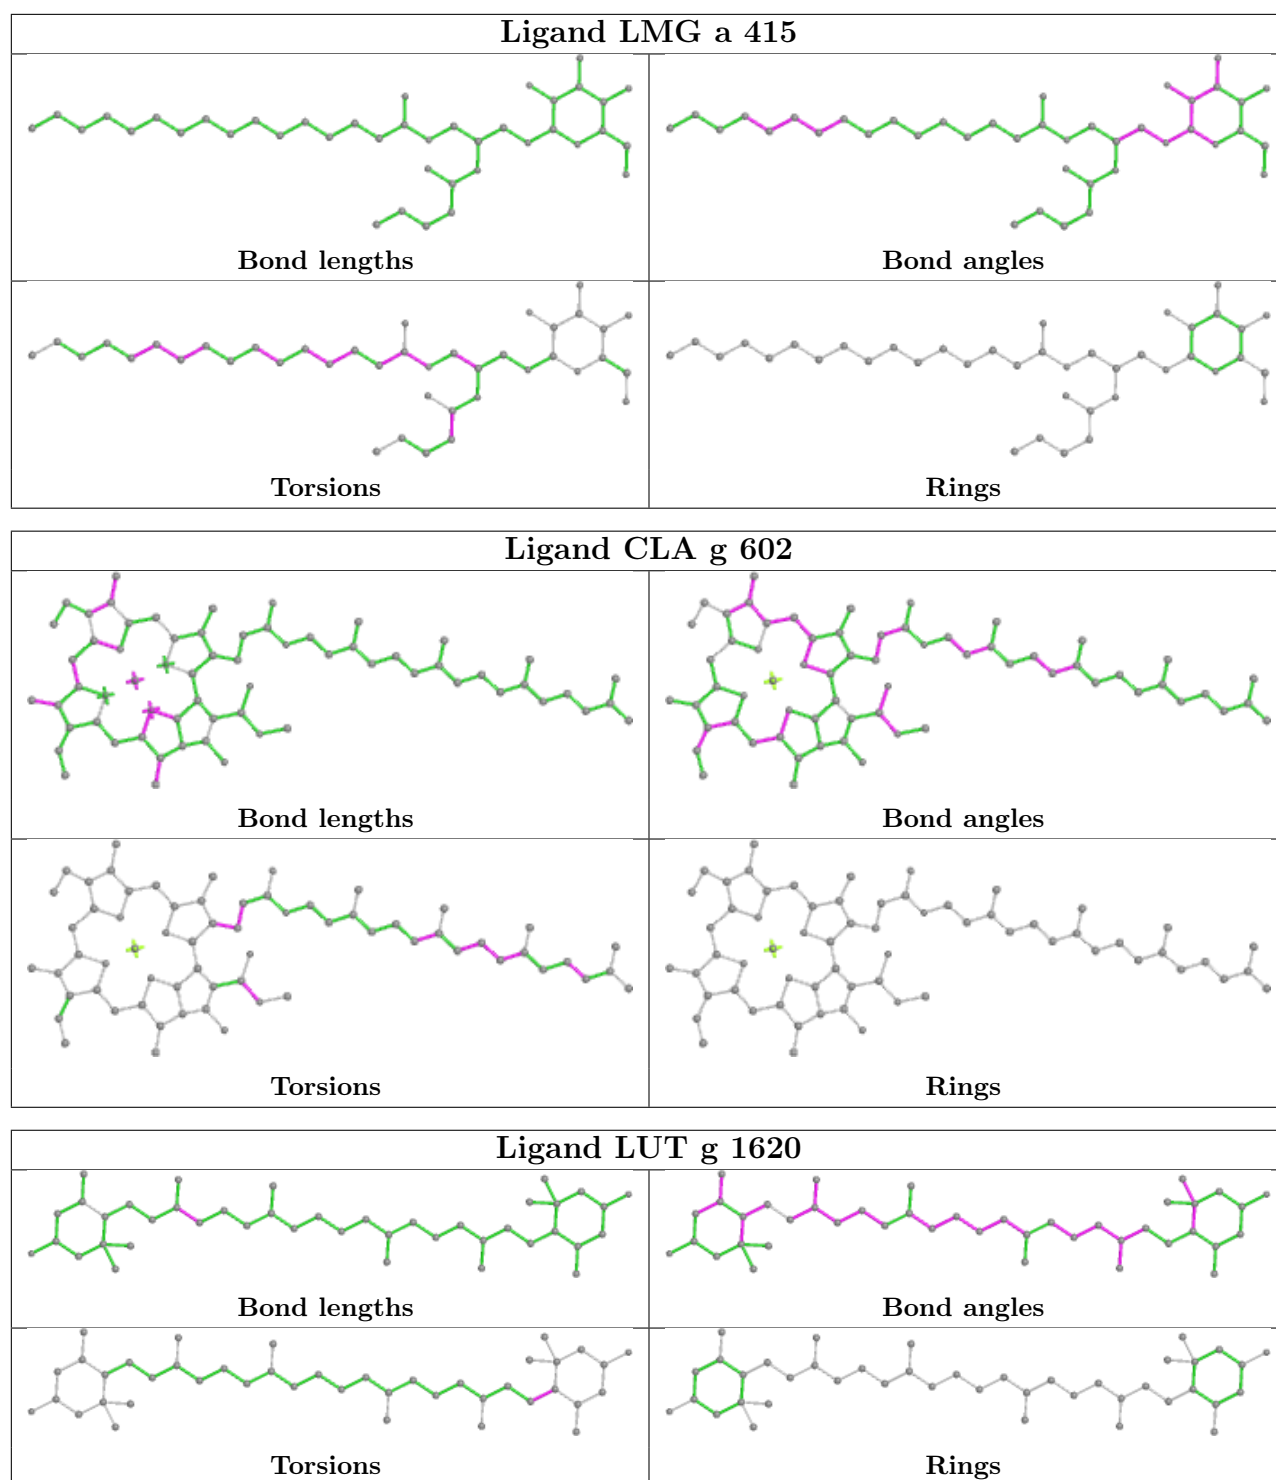 Ligand LMG a 415
Bond lengths
Bond angles
Torsions
Rings
Ligand CLA g 602
Bond lengths
Bond angles
Torsions
Rings
Ligand LUT g 1620
Bond lengths
Bond angles
Torsions
Rings